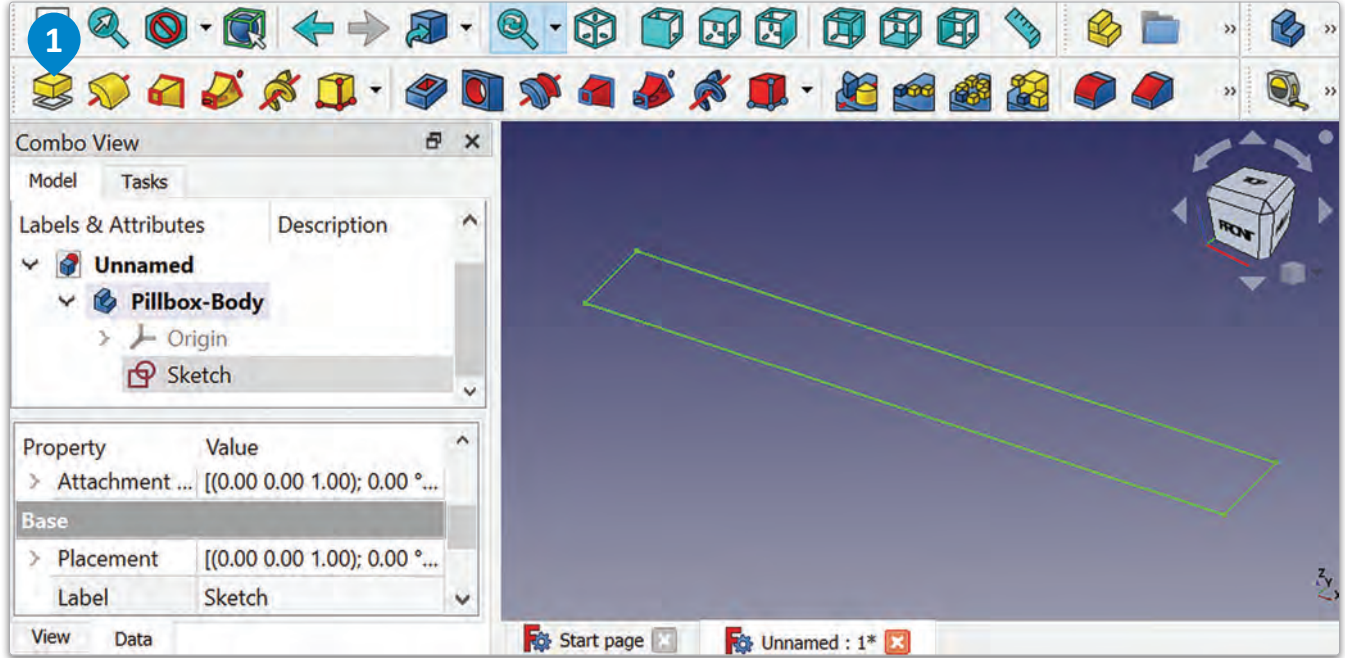 1
» »
» »
Combo View
Model Tasks
Labels & Attributes Description
Unnamed
Pillbox-Body
Origin
Sketch
Property Value
Attachment ... [(0.00 0.00 1.00); 0.00 °...
Base
Placement [(0.00 0.00 1.00); 0.00 °...
Label Sketch
View Data
FRONT
Z
Y
X
Start page Unnamed : 1*